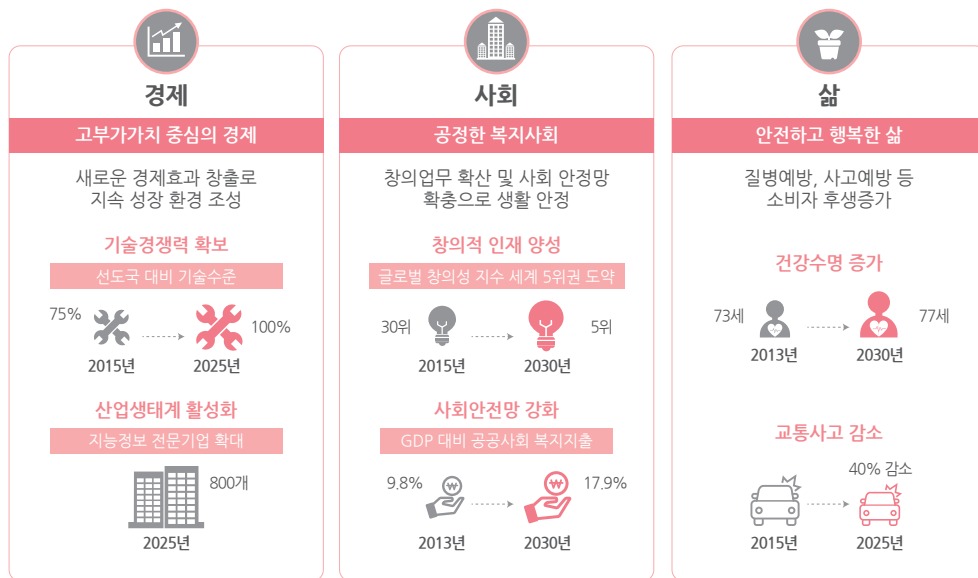 경제
고부가가치 중심의 경제
새로운 경제효과 창출로
지속 성장 환경 조성
기술경쟁력 확보
선도국 대비 기술수준
75%
100%
2015년
2025년
산업생태계 활성화
지능정보 전문기업 확대
800개
2025년
사회
공정한 복지사회
창의업무 확산 및 사회 안정망
확충으로 생활 안정
창의적 인재 양성
글로벌 창의성 지수 세계 5위권 도약
30위
5위
2015년
2030년
사회안전망 강화
GDP 대비 공공사회 복지지출
9.8%
17.9%
2013년
2030년
삶
안전하고 행복한 삶
질병예방, 사고예방 등
소비자 후생증가
건강수명 증가
73세
77세
2013년
2030년
교통사고 감소
40% 감소
2015년
2025년